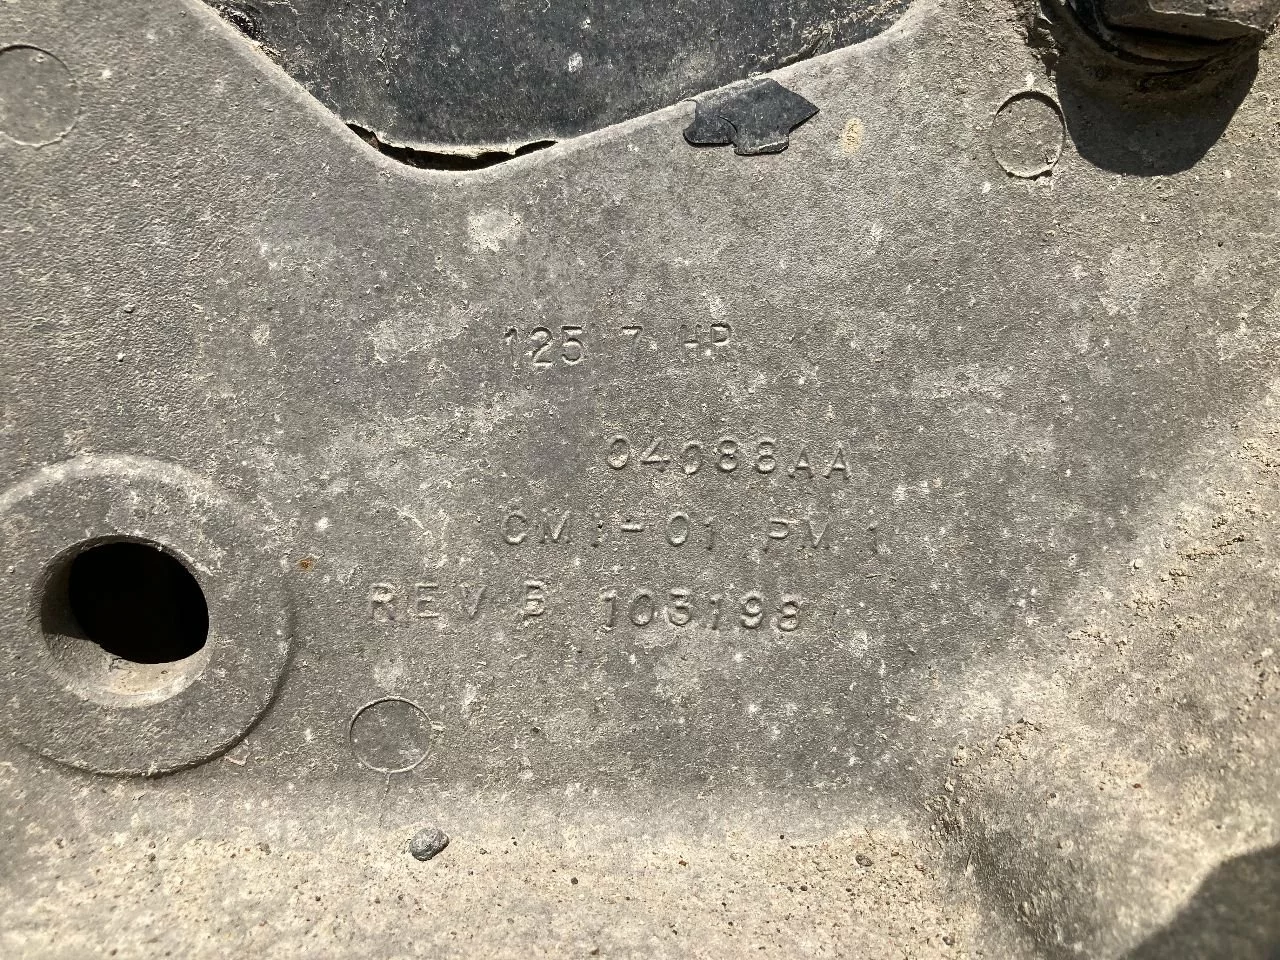 125 7 HP
04088AA
CM1-01 PM 1
REV B 103198